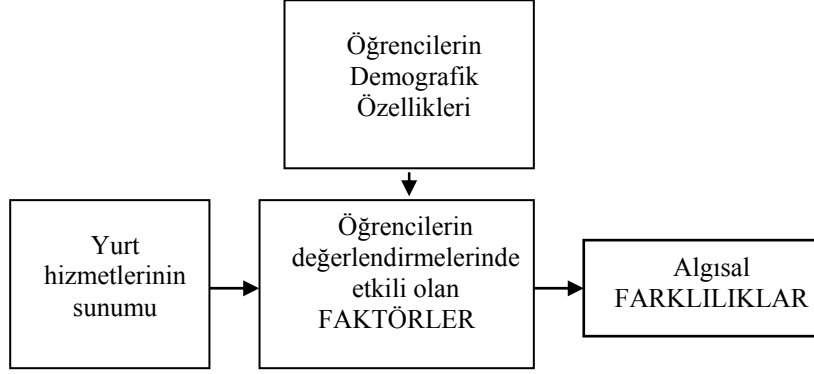 Öğrencilerin
Demografik
Özellikleri
Yurt
hizmetlerinin
sunumu
Öğrencilerin
değerlendirmelerinde
etkili olan
FAKTÖRLER
Algısal
FARKLILIKLAR